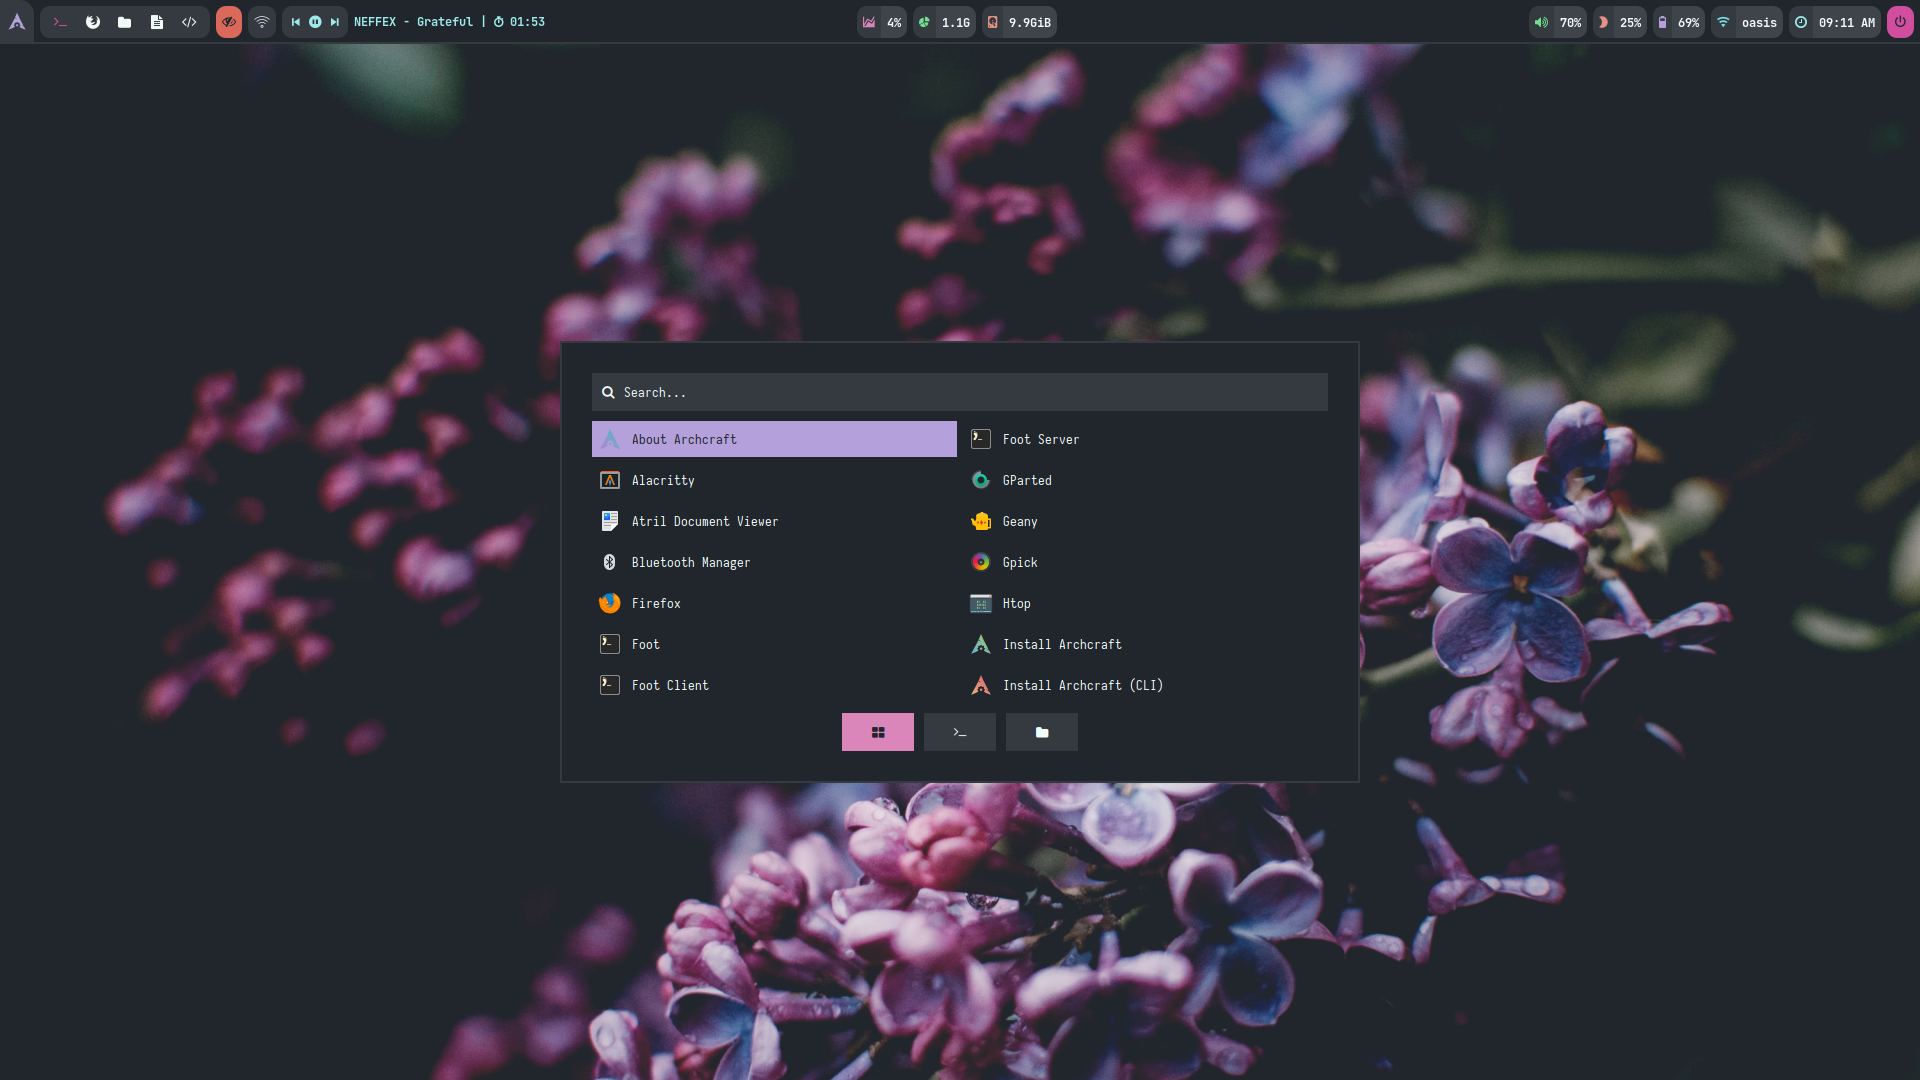 NEFFEX - Grateful | 01:53
4%
1.1G
9.9GiB
70%
25%
69%
oasis
09:11 AM
Search...
About Archcraft
Alacritty
Atril Document Viewer
Bluetooth Manager
Firefox
Foot
Foot Client
Foot Server
GParted
Geany
Gpick
Htop
Install Archcraft
Install Archcraft (CLI)